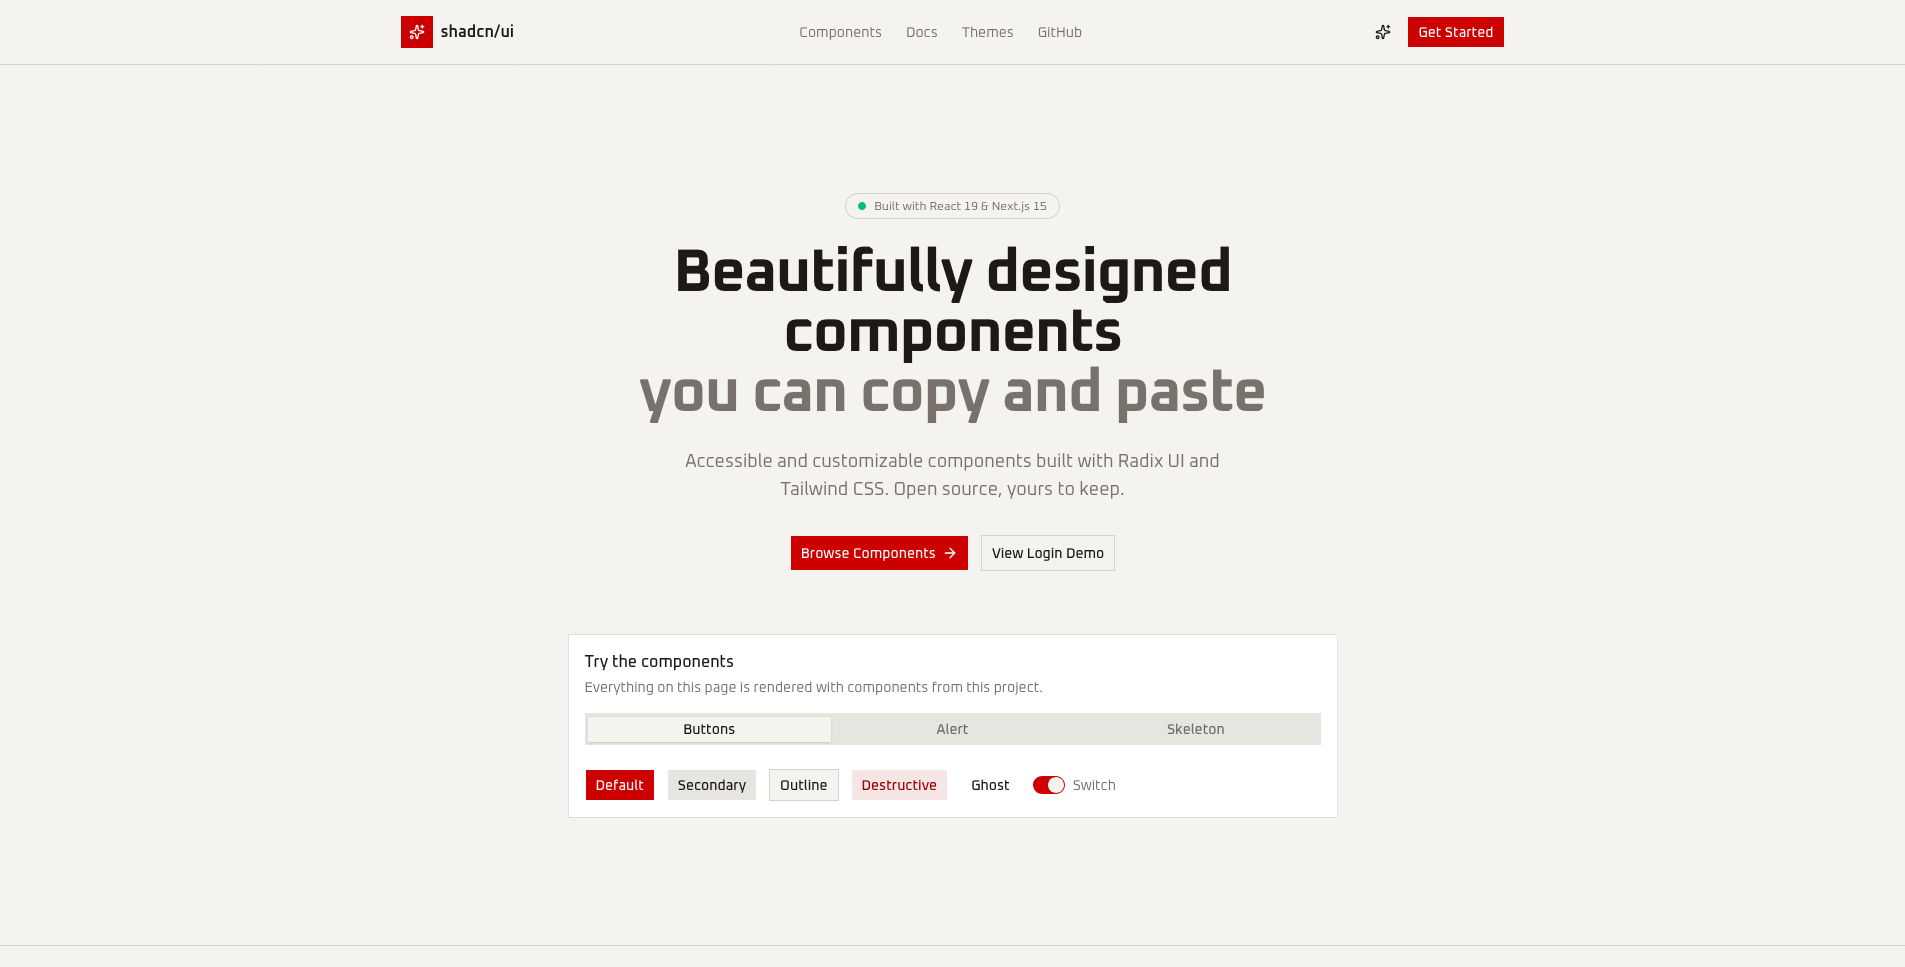 shadcn/ui
Components
Docs
Themes
GitHub
Get Started
Built with React 19 & Next.js 15
Beautifully designed
components
you can copy and paste
Accessible and customizable components built with Radix UI and
Tailwind CSS. Open source, yours to keep.
Browse Components
View Login Demo
Try the components
Everything on this page is rendered with components from this project.
Buttons
Alert
Skeleton
Default
Secondary
Outline
Destructive
Ghost
Switch